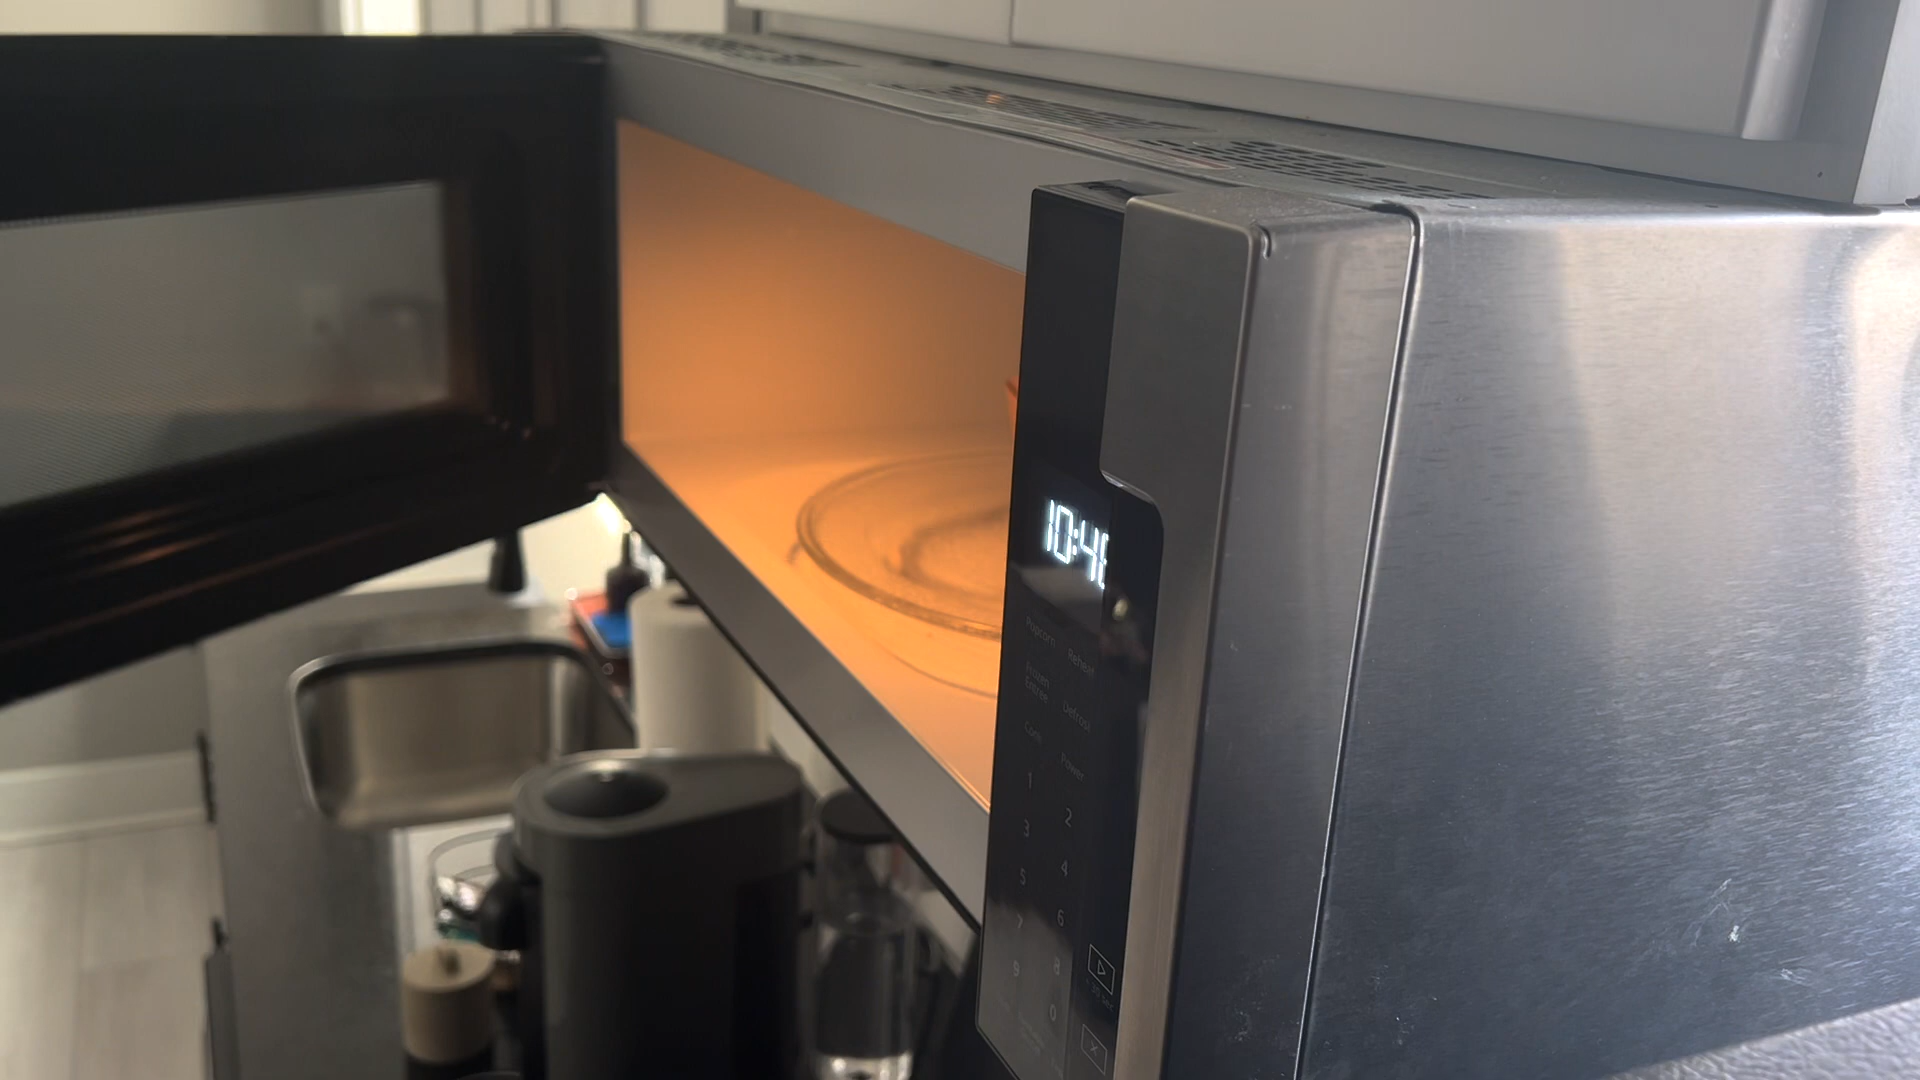 10:4
Popcorn Reheat
Frozen
Entree
Defrost
Cook
Power
1 2
3 4
5 6
7 8
9 0